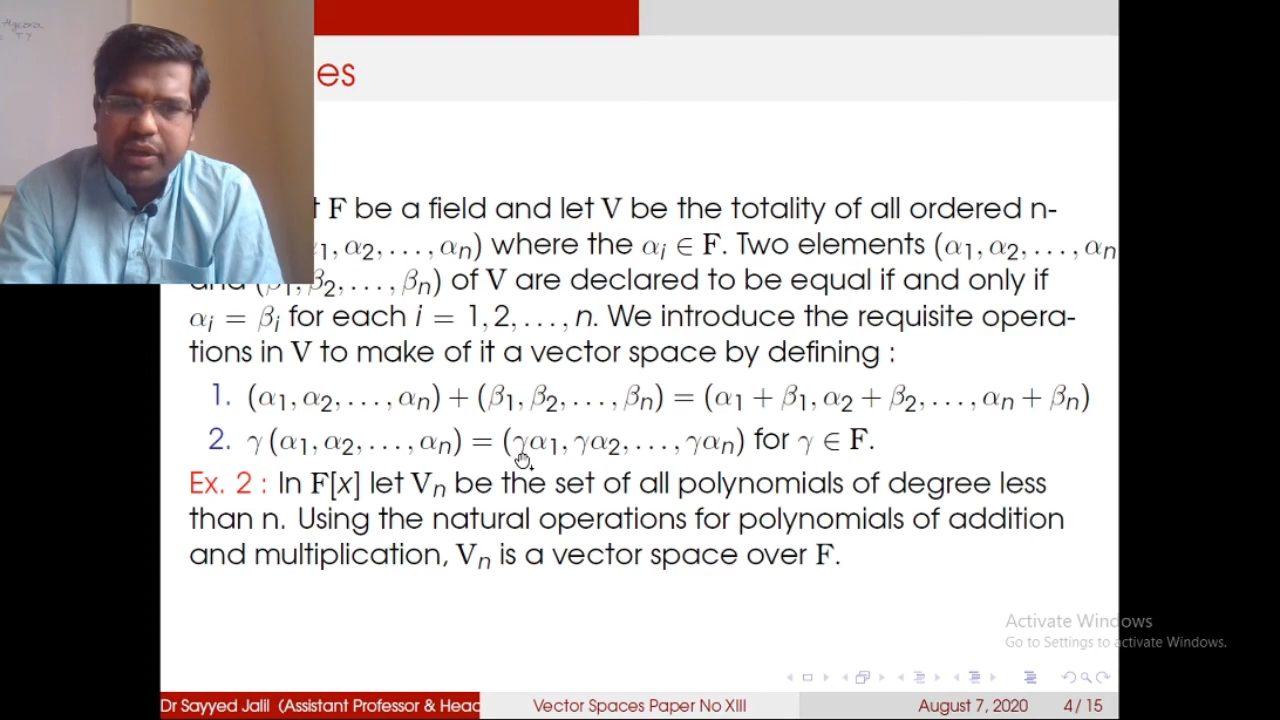 es
F be a field and let V be the totality of all ordered n-
α₂, . . . , αₙ) where the αᵢ ∈ F. Two elements (α₁, α₂, . . . , αₙ
and (β₁, β₂, . . . , βₙ) of V are declared to be equal if and only if
αᵢ = βᵢ for each i = 1, 2, . . . , n. We introduce the requisite opera-
tions in V to make of it a vector space by defining :
1. (α₁, α₂, . . . , αₙ) + (β₁, β₂, . . . , βₙ) = (α₁ + β₁, α₂ + β₂, . . . , αₙ + βₙ)
2. γ (α₁, α₂, . . . , αₙ) = (γα₁, γα₂, . . . , γαₙ) for γ ∈ F.
Ex. 2 : In F[x] let Vₙ be the set of all polynomials of degree less
than n. Using the natural operations for polynomials of addition
and multiplication, Vₙ is a vector space over F.
Activate Windows
Go to Settings to activate Windows.
Dr Sayyed Jalil (Assistant Professor & Head
Vector Spaces Paper No XIII
August 7, 2020
4 / 15